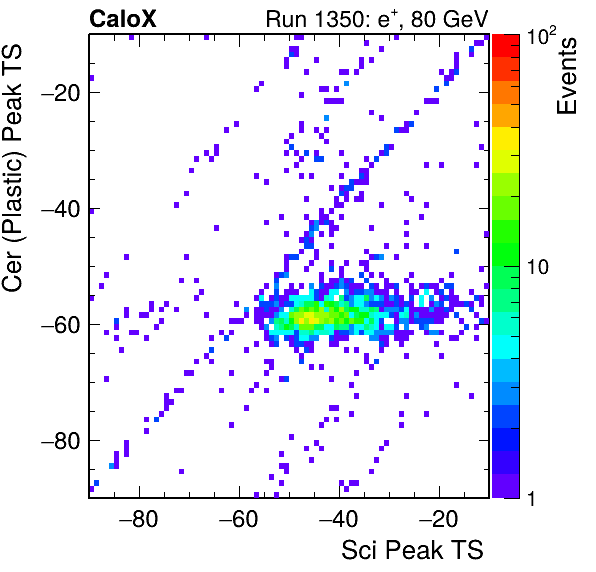 CaloX Run 1350: e⁺, 80 GeV
Cer (Plastic) Peak TS
−20
−40
−60
−80
−80 −60 −40 −20
Sci Peak TS
10²
10
1
Events